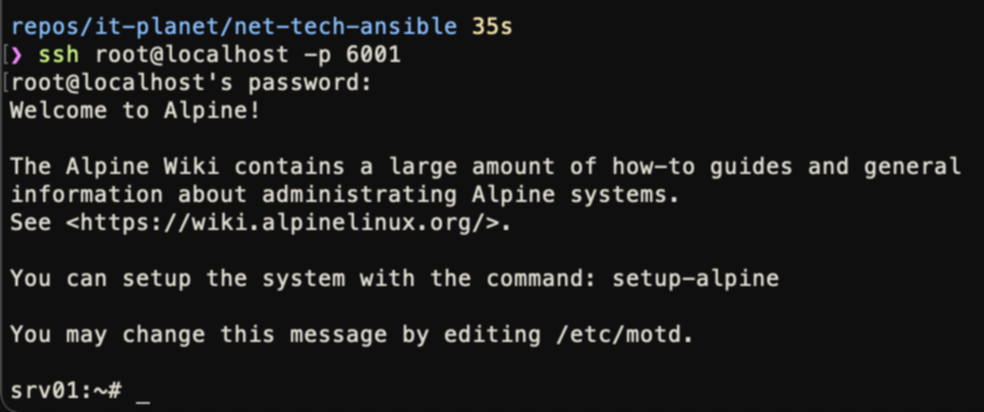 repos/it-planet/net-tech-ansible 35s
[❯ ssh root@localhost -p 6001
[root@localhost's password:
Welcome to Alpine!
The Alpine Wiki contains a large amount of how-to guides and general
information about administrating Alpine systems.
See <https://wiki.alpinelinux.org/>.
You can setup the system with the command: setup-alpine
You may change this message by editing /etc/motd.
srv01:~# _